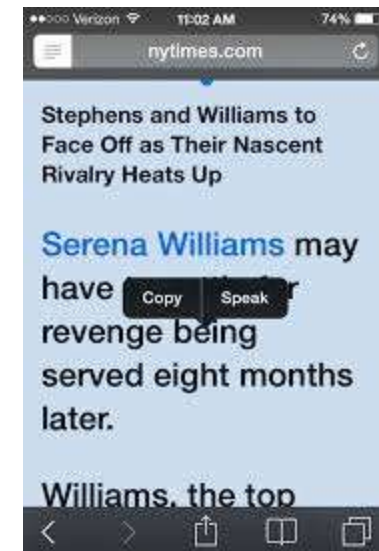 Verizon 11:02 AM 74%
nytimes.com
Stephens and Williams to
Face Off as Their Nascent
Rivalry Heats Up
Serena Williams may
have
Copy Speak
revenge being
served eight months
later.
Williams, the top